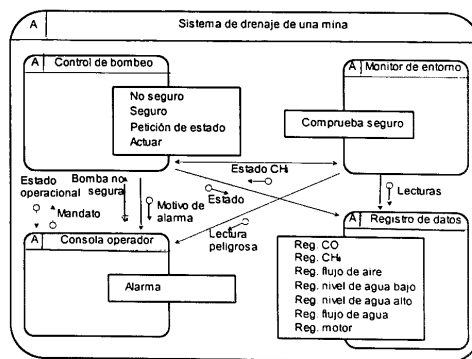 A Sistema de drenaje de una mina
A Control de bombeo
No seguro
Seguro
Petición de estado
Actuar
A Monitor de entorno
Comprueba seguro
Estado CH₄
Estado operacional
Bomba no segura
Mandato
Motivo de alarma
Estado
Lectura peligrosa
Lecturas
A Consola operador
Alarma
A Registro de datos
Reg. CO
Reg. CH₄
Reg. flujo de aire
Reg. nivel de agua bajo
Reg. nivel de agua alto
Reg. flujo de agua
Reg. motor